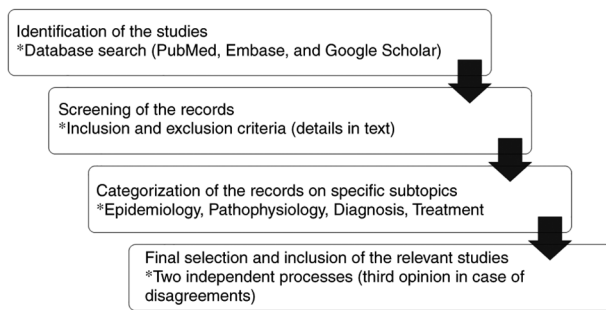 Identification of the studies
*Database search (PubMed, Embase, and Google Scholar)
Screening of the records
*Inclusion and exclusion criteria (details in text)
Categorization of the records on specific subtopics
*Epidemiology, Pathophysiology, Diagnosis, Treatment
Final selection and inclusion of the relevant studies
*Two independent processes (third opinion in case of
disagreements)